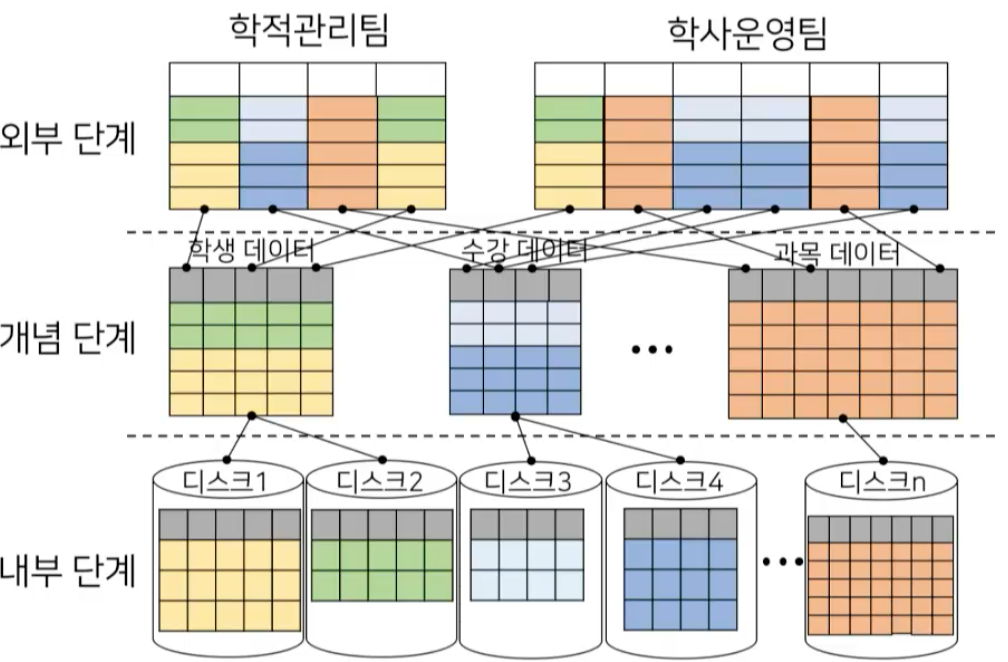 학적관리팀
학사운영팀
외부 단계
학생 데이터
수강 데이터
과목 데이터
개념 단계
디스크1
디스크2
디스크3
디스크4
디스크n
내부 단계